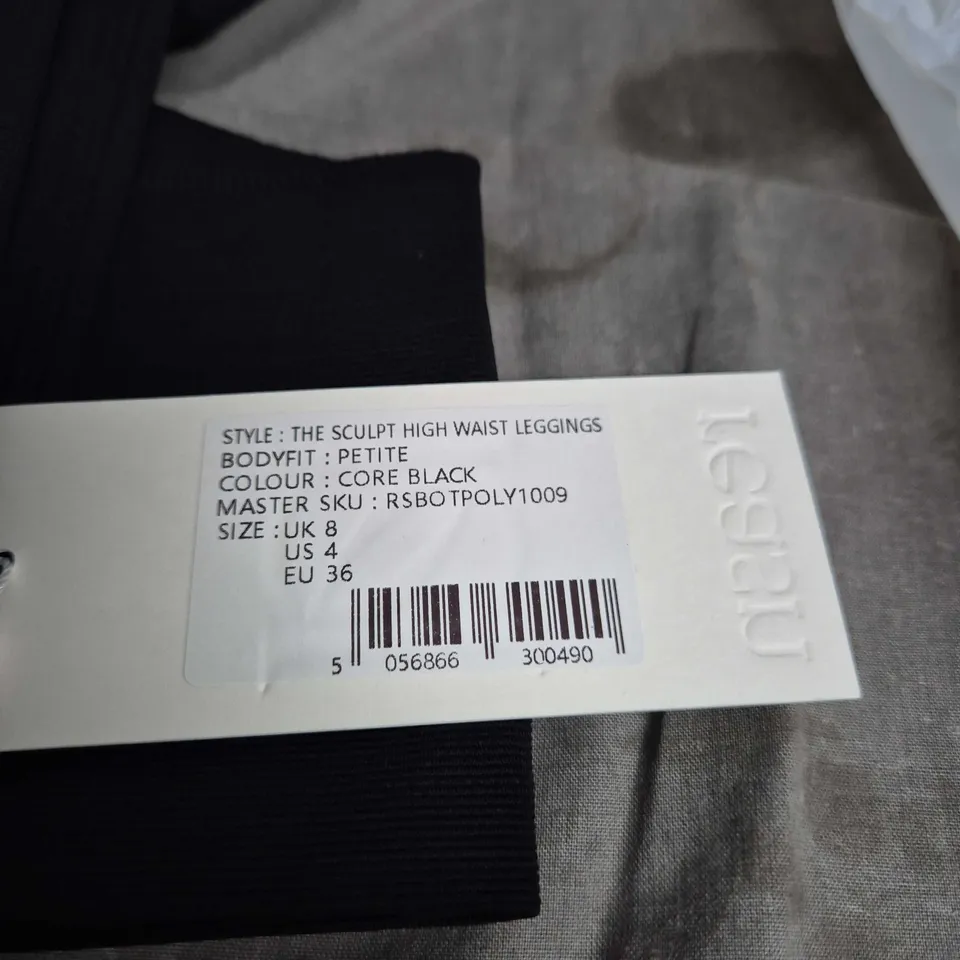 STYLE : THE SCULPT HIGH WAIST LEGGINGS
BODYFIT : PETITE
COLOUR : CORE BLACK
MASTER SKU : RSBOTPOLY1009
SIZE : UK 8
US 4
EU 36
5 056866 300490
regau